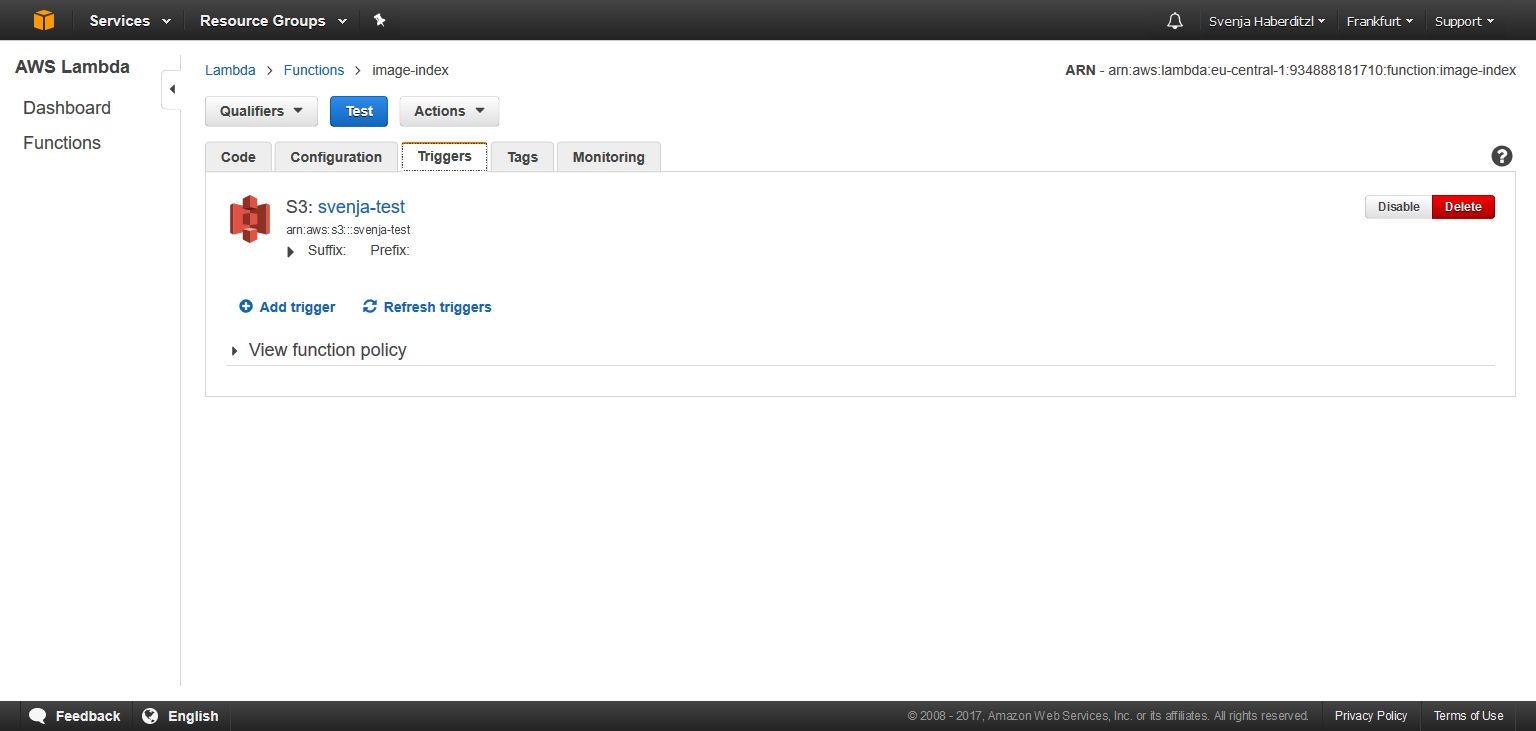 Services Resource Groups Svenja Haberditzl Frankfurt Support
AWS Lambda
Dashboard
Functions
Lambda > Functions > image-index
ARN - arn:aws:lambda:eu-central-1:934888181710:function:image-index
Qualifiers Test Actions
Code Configuration Triggers Tags Monitoring
?
S3: svenja-test
arn:aws:s3:::svenja-test
Suffix: Prefix:
Disable Delete
Add trigger Refresh triggers
View function policy
Feedback English © 2008 - 2017, Amazon Web Services, Inc. or its affiliates. All rights reserved. Privacy Policy Terms of Use